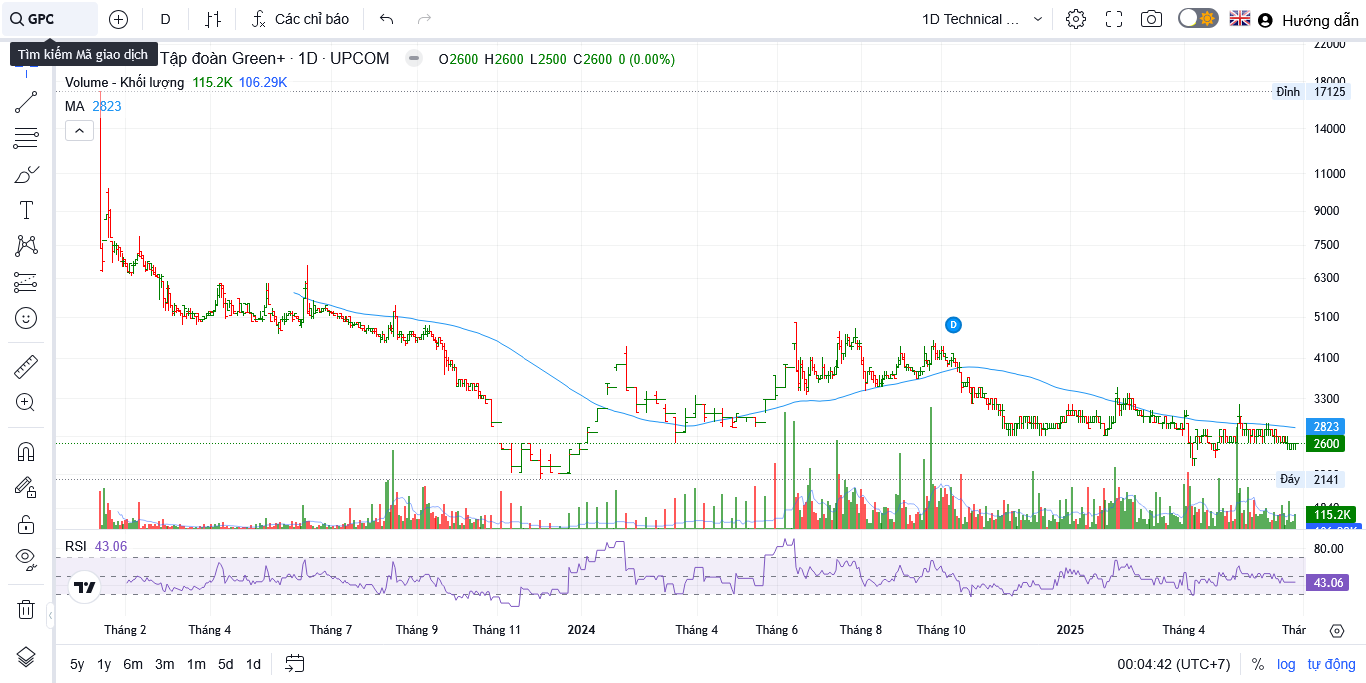 GPC
D
Các chỉ báo
1D Technical ...
Hướng dẫn
Tìm kiếm Mã giao dịch
Tập đoàn Green+ · 1D · UPCOM
O2600 H2600 L2500 C2600 0 (0.00%)
Volume - Khối lượng 115.2K 106.29K
MA 2823
22000
18000
Đỉnh 17125
14000
11000
9000
7500
6300
5100
4100
3300
2823
2600
Đáy 2141
115.2K
D
RSI 43.06
80.00
43.06
Tháng 2 Tháng 4 Tháng 7 Tháng 9 Tháng 11 2024 Tháng 4 Tháng 6 Tháng 8 Tháng 10 2025 Tháng 4 Thár
5y 1y 6m 3m 1m 5d 1d
00:04:42 (UTC+7) % log tự động